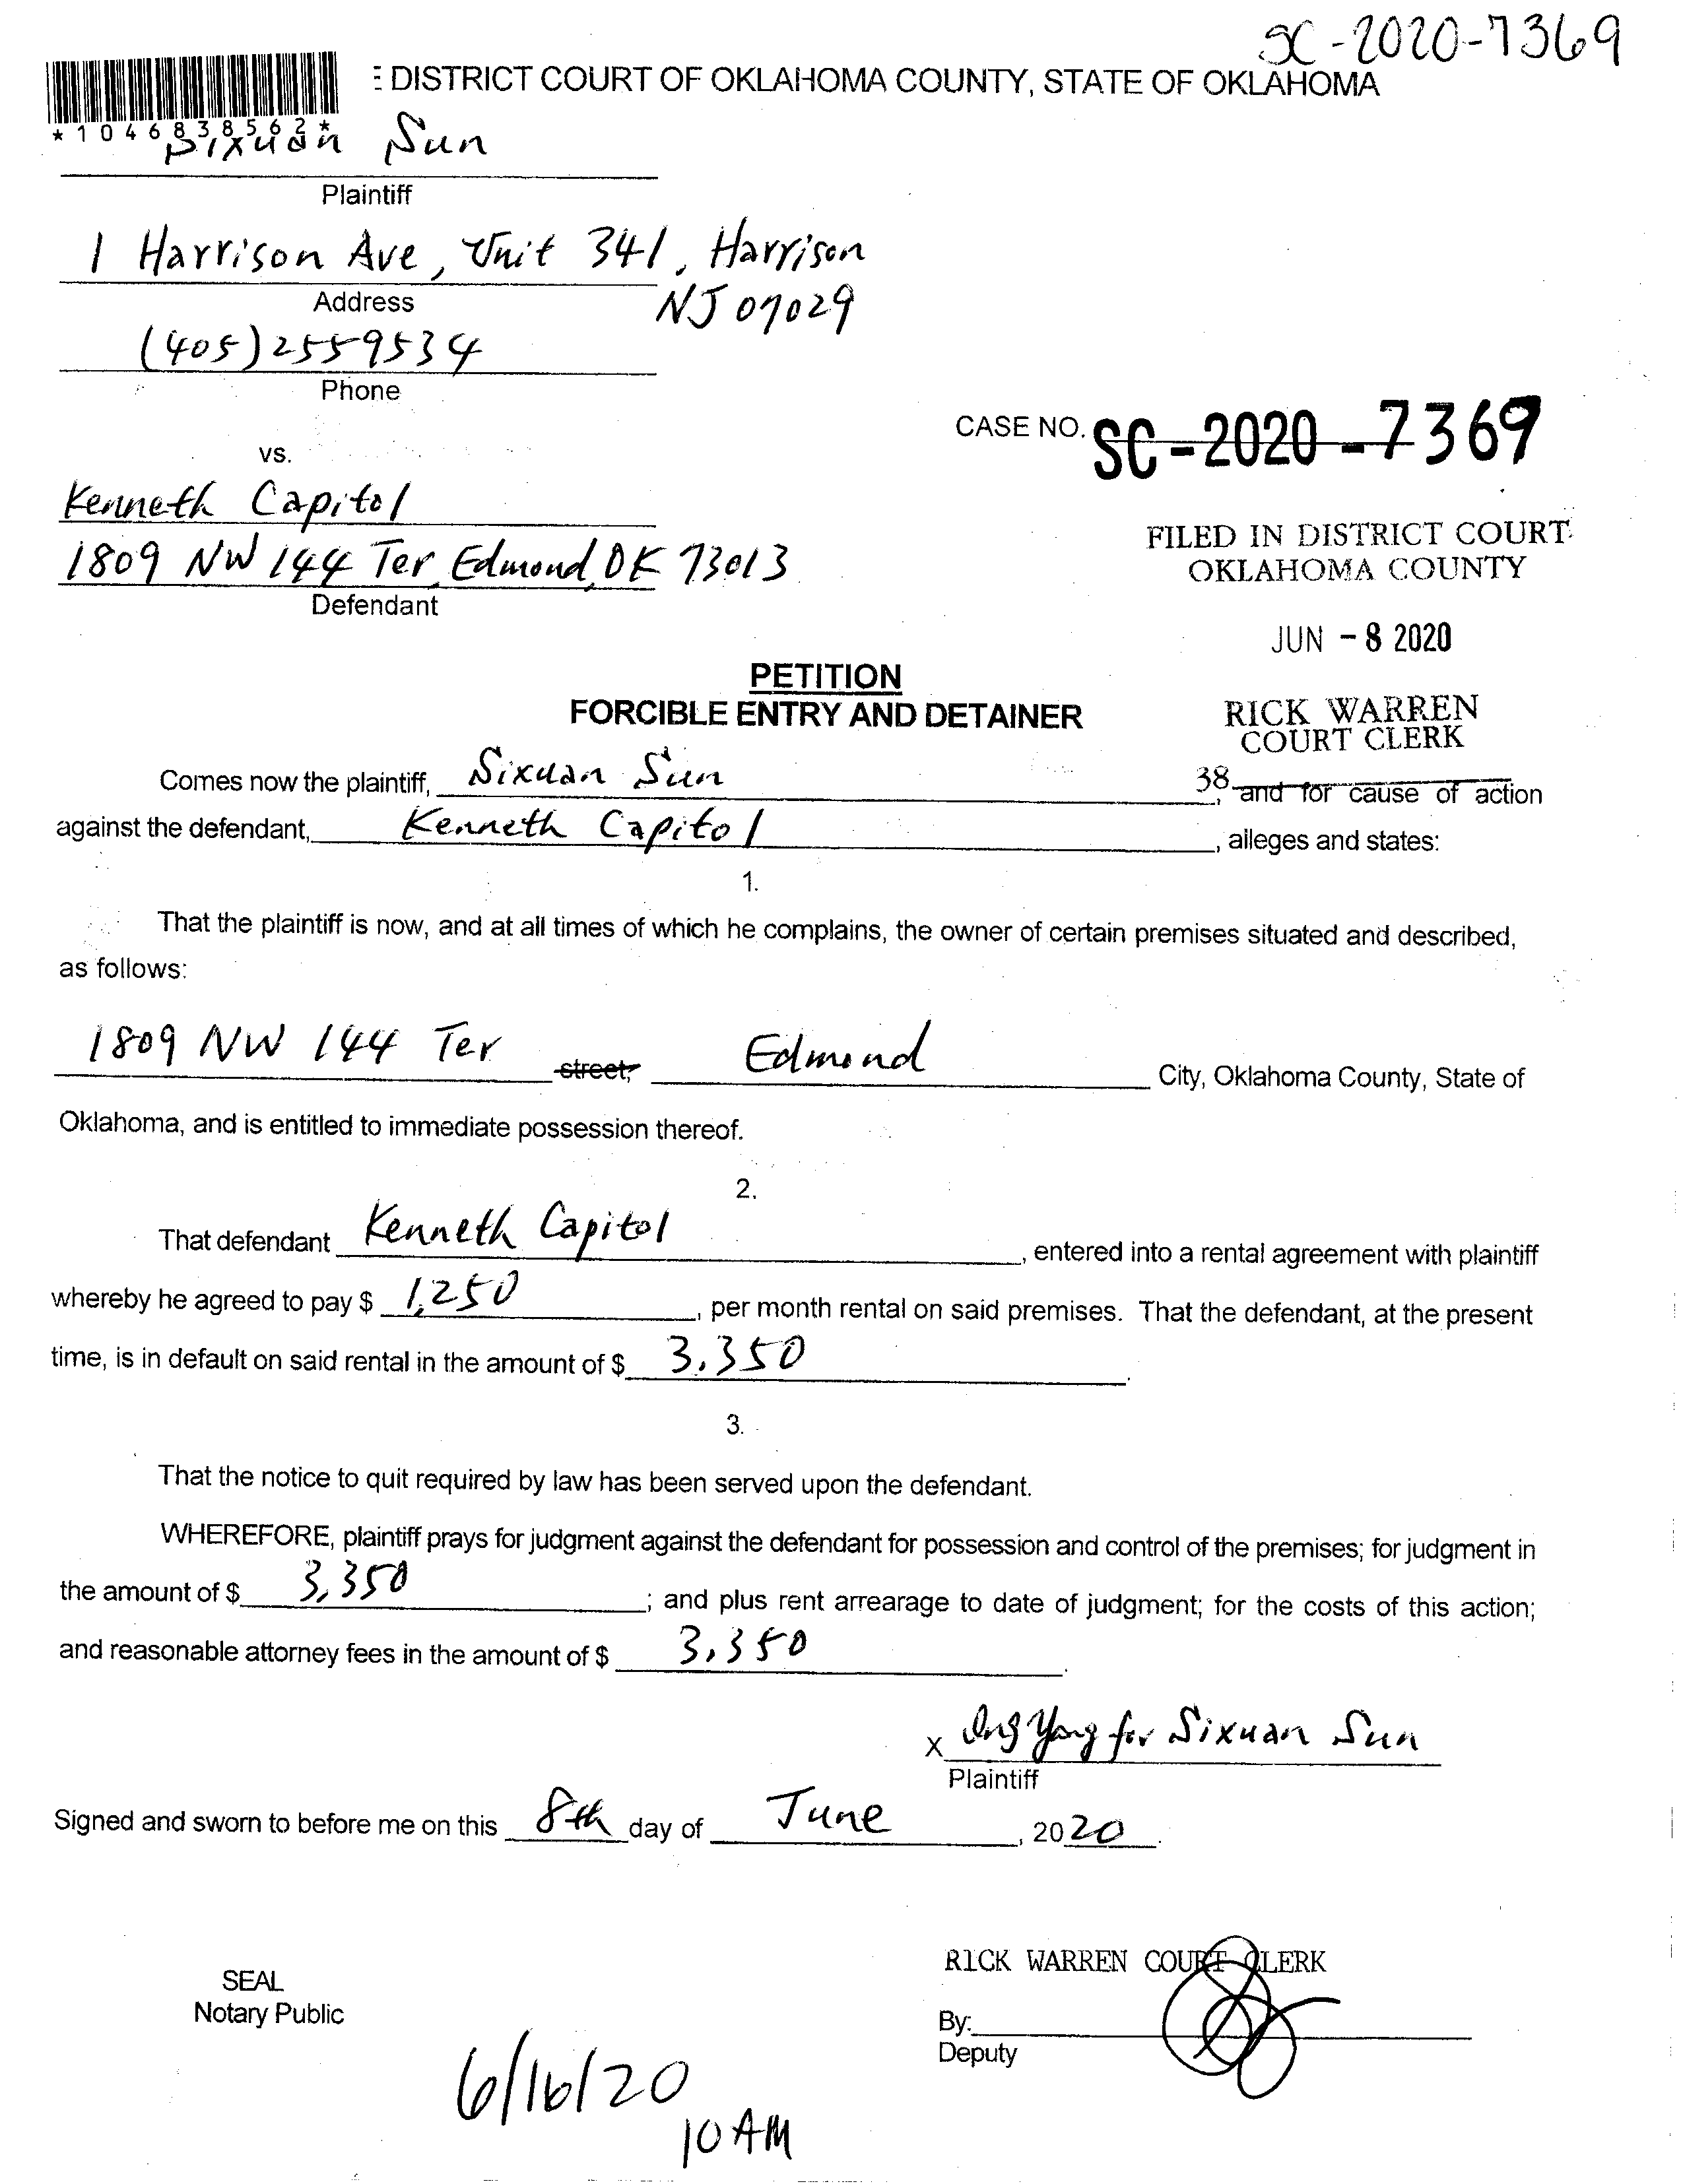 SC-2020-7369
DISTRICT COURT OF OKLAHOMA COUNTY, STATE OF OKLAHOMA
*1046838562*
Sixuan Sun
Plaintiff
1 Harrison Ave, Unit 341, Harrison
Address
NJ 07029
(405)2559534
Phone
CASE NO. SC-2020-7369
vs.
Kenneth Capitol
1809 NW 144 Ter, Edmond, OK 73013
Defendant
FILED IN DISTRICT COURT
OKLAHOMA COUNTY
JUN - 8 2020
PETITION
FORCIBLE ENTRY AND DETAINER
RICK WARREN
COURT CLERK
38
Comes now the plaintiff, Sixuan Sun, and for cause of action
against the defendant, Kenneth Capitol, alleges and states:
1.
That the plaintiff is now, and at all times of which he complains, the owner of certain premises situated and described,
as follows:
1809 NW 144 Ter street, Edmond City, Oklahoma County, State of
Oklahoma, and is entitled to immediate possession thereof.
2.
That defendant Kenneth Capitol, entered into a rental agreement with plaintiff
whereby he agreed to pay $ 1,250, per month rental on said premises. That the defendant, at the present
time, is in default on said rental in the amount of $ 3,350.
3.
That the notice to quit required by law has been served upon the defendant.
WHEREFORE, plaintiff prays for judgment against the defendant for possession and control of the premises; for judgment in
the amount of $ 3,350; and plus rent arrearage to date of judgment; for the costs of this action;
and reasonable attorney fees in the amount of $ 3,350.
X for Sixuan Sun
Plaintiff
Signed and sworn to before me on this 8th day of June, 2020.
RICK WARREN COURT CLERK
SEAL
Notary Public
By:
Deputy
6/16/20
10 AM